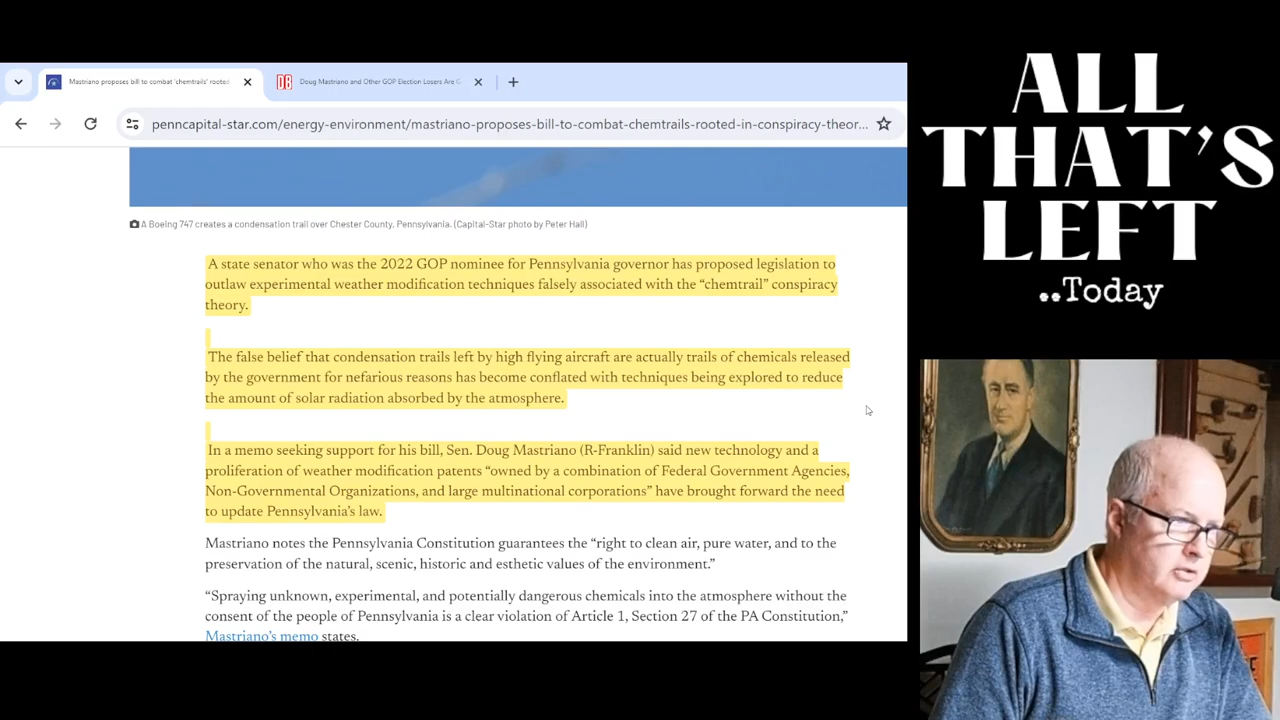 Mastriano proposes bill to combat 'chemtrails' rooted
DB
Doug Mastriano and Other GOP Election Losers Are G
penncapital-star.com/energy-environment/mastriano-proposes-bill-to-combat-chemtrails-rooted-in-conspiracy-theor...
A Boeing 747 creates a condensation trail over Chester County, Pennsylvania. (Capital-Star photo by Peter Hall)
A state senator who was the 2022 GOP nominee for Pennsylvania governor has proposed legislation to
outlaw experimental weather modification techniques falsely associated with the “chemtrail” conspiracy
theory.
The false belief that condensation trails left by high flying aircraft are actually trails of chemicals released
by the government for nefarious reasons has become conflated with techniques being explored to reduce
the amount of solar radiation absorbed by the atmosphere.
In a memo seeking support for his bill, Sen. Doug Mastriano (R-Franklin) said new technology and a
proliferation of weather modification patents “owned by a combination of Federal Government Agencies,
Non-Governmental Organizations, and large multinational corporations” have brought forward the need
to update Pennsylvania’s law.
Mastriano notes the Pennsylvania Constitution guarantees the “right to clean air, pure water, and to the
preservation of the natural, scenic, historic and esthetic values of the environment.”
“Spraying unknown, experimental, and potentially dangerous chemicals into the atmosphere without the
consent of the people of Pennsylvania is a clear violation of Article 1, Section 27 of the PA Constitution,”
Mastriano’s memo states.
ALL
THAT’S
LEFT
..Today